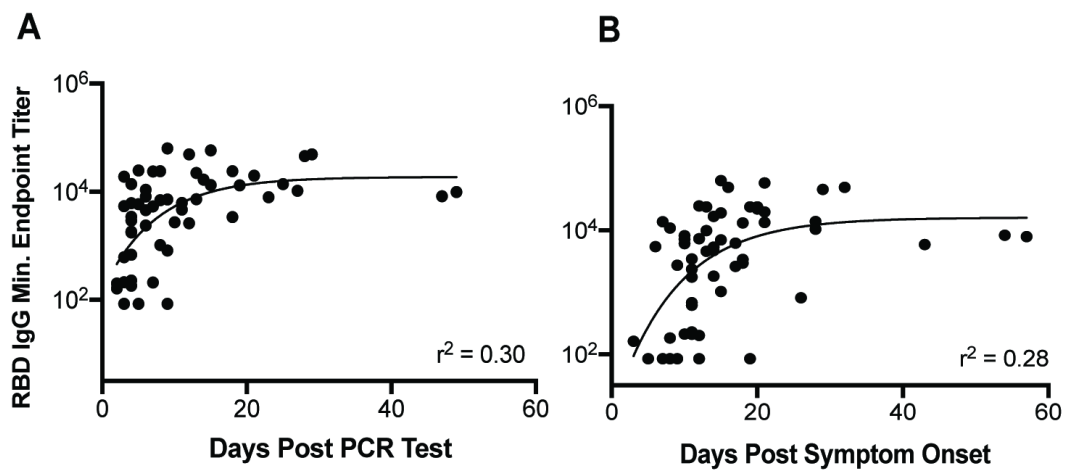 A
RBD IgG Min. Endpoint Titer
10⁶
10⁴
10²
r² = 0.30
0 20 40 60
Days Post PCR Test
B
10⁶
10⁴
10²
r² = 0.28
0 20 40 60
Days Post Symptom Onset